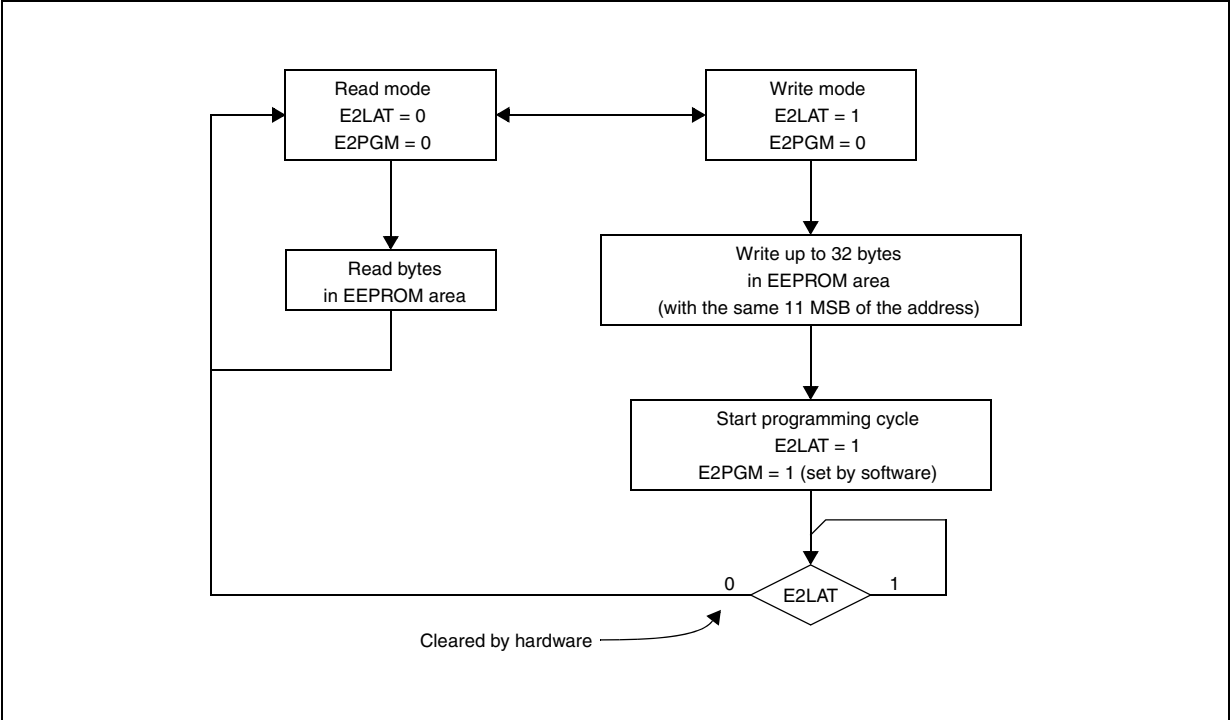 Read mode
E2LAT = 0
E2PGM = 0
Write mode
E2LAT = 1
E2PGM = 0
Read bytes
in EEPROM area
Write up to 32 bytes
in EEPROM area
(with the same 11 MSB of the address)
Start programming cycle
E2LAT = 1
E2PGM = 1 (set by software)
0
E2LAT
1
Cleared by hardware